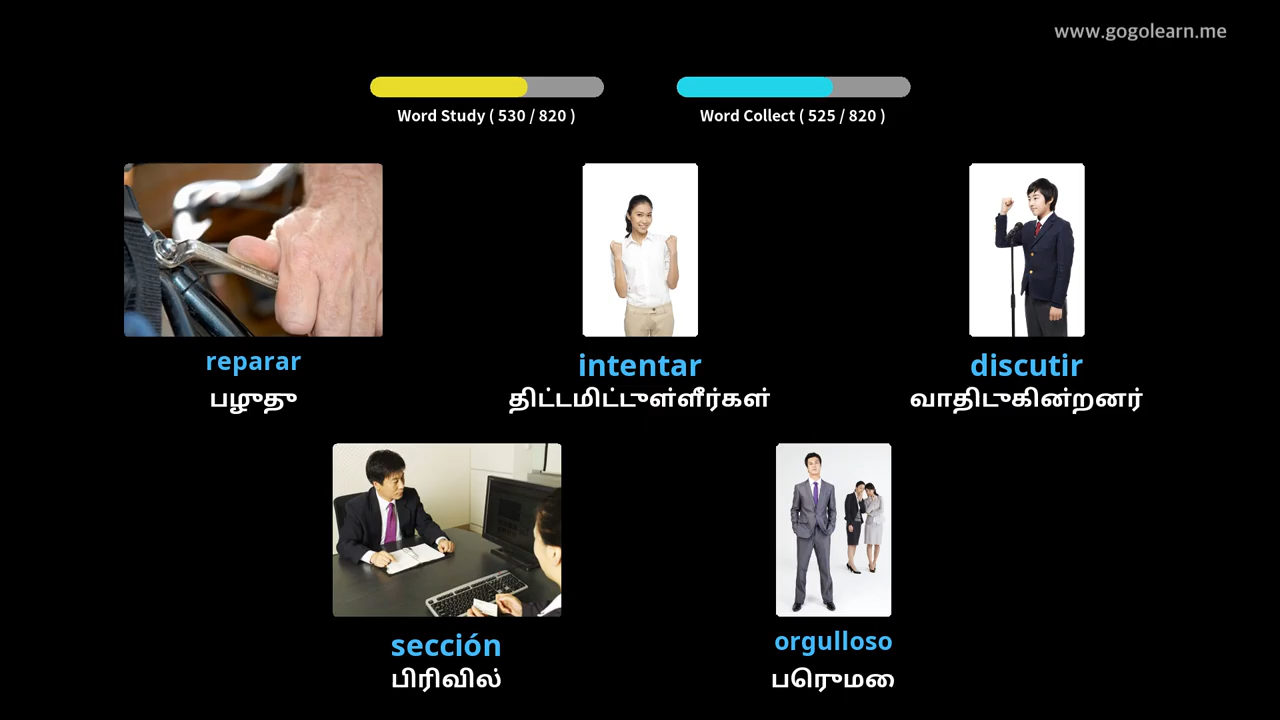 www.gogolearn.me
Word Study ( 530 / 820 )
Word Collect ( 525 / 820 )
reparar
பழுது
intentar
திட்டமிட்டுள்ளீர்கள்
discutir
வாதிடுகின்றனர்
sección
பிரிவில்
orgulloso
பெருமை